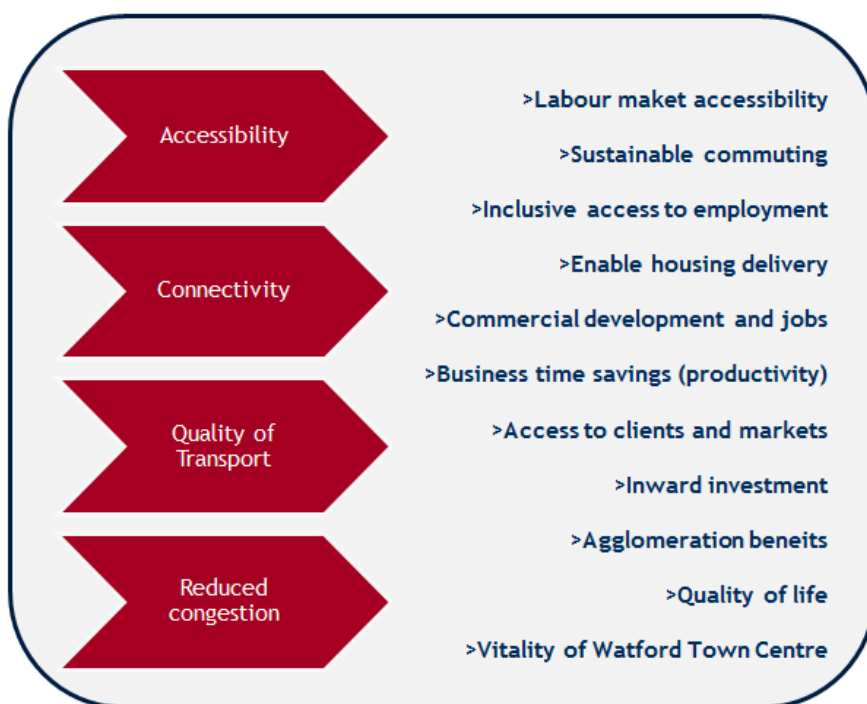 Accessibility
Connectivity
Quality of
Transport
Reduced
congestion
>Labour maket accessibility
>Sustainable commuting
>Inclusive access to employment
>Enable housing delivery
>Commercial development and jobs
>Business time savings (productivity)
>Access to clients and markets
>Inward investment
>Agglomeration beneits
>Quality of life
>Vitality of Watford Town Centre